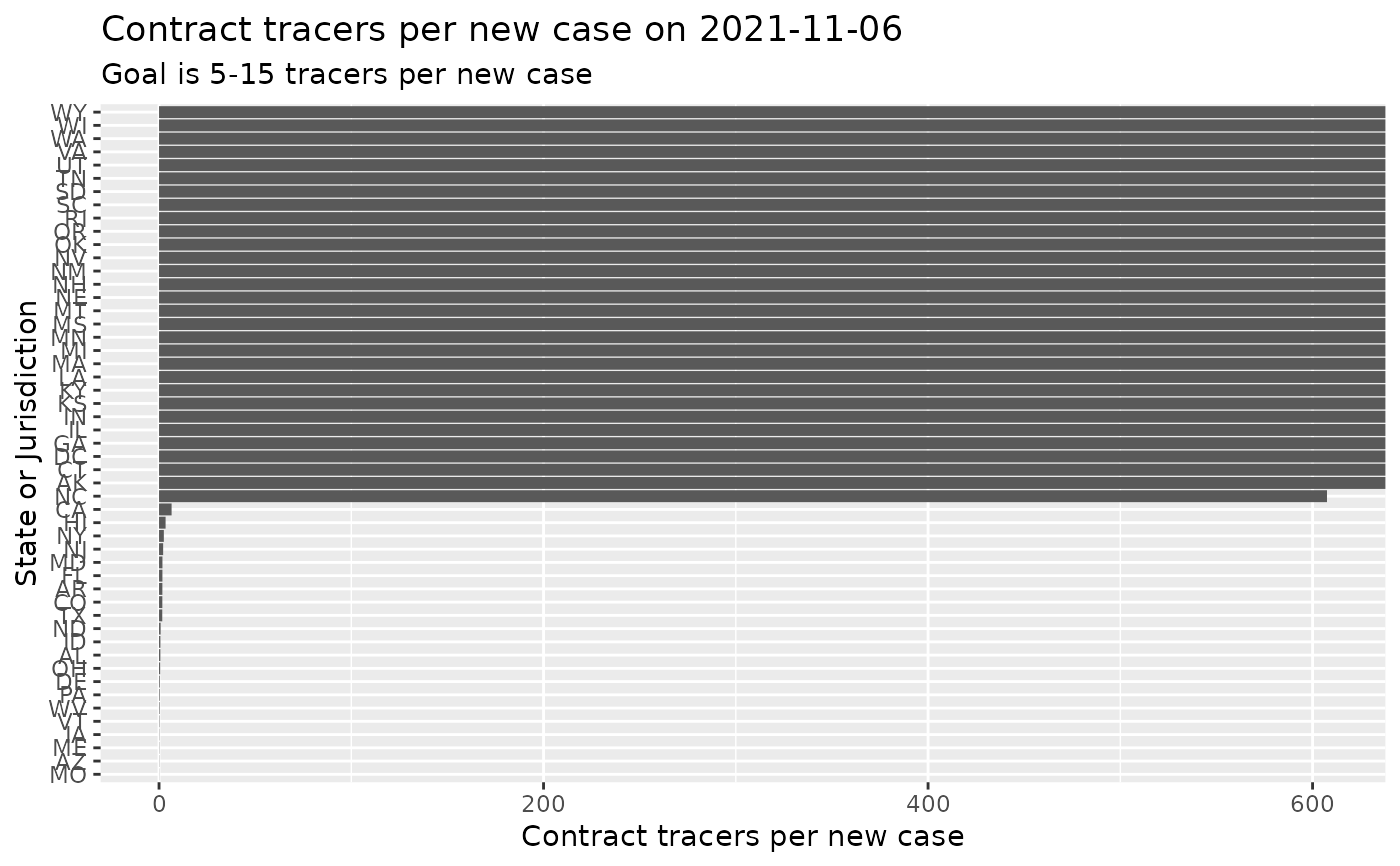 Contract tracers per new case on 2021-11-06
Goal is 5-15 tracers per new case
State or Jurisdiction
WY
WI
WA
VA
UT
TN
SD
SC
RI
OR
OK
NV
NM
NH
NE
MT
MS
MN
MI
MA
LA
KY
KS
IN
IL
GA
DC
CT
AK
NC
CA
HI
NY
NJ
MD
FL
AR
CO
TX
ND
ID
AL
OH
DE
PA
WV
VT
IA
ME
AZ
MO
0 200 400 600
Contract tracers per new case